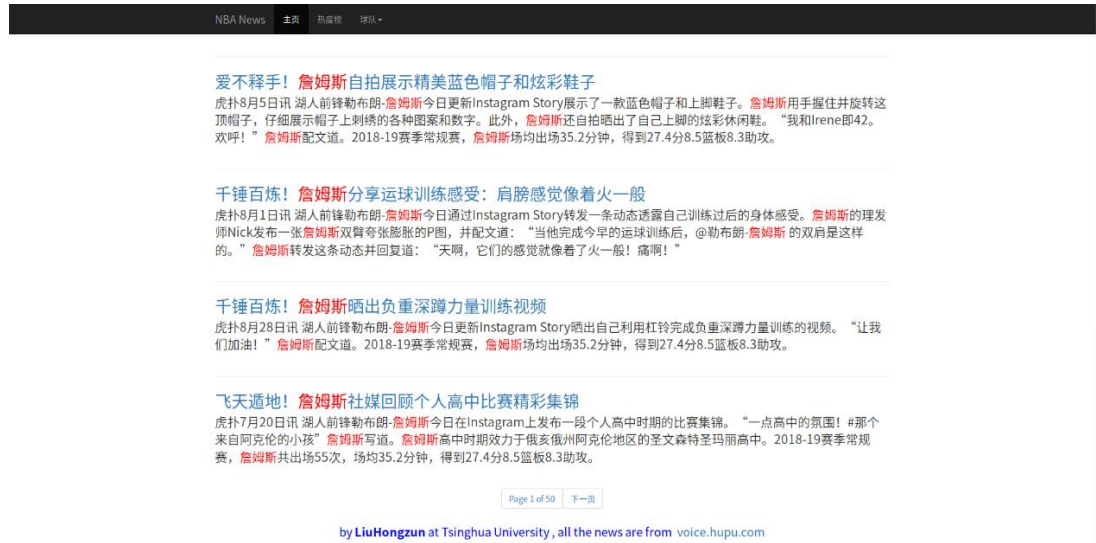 NBA News 主页 热度榜 球队
爱不释手！詹姆斯自拍展示精美蓝色帽子和炫彩鞋子
虎扑8月5日讯 湖人前锋勒布朗-詹姆斯今日更新Instagram Story展示了一款蓝色帽子和上脚鞋子。詹姆斯用手握住并旋转这
顶帽子，仔细展示帽子上刺绣的各种图案和数字。此外，詹姆斯还自拍晒出了自己上脚的炫彩休闲鞋。“我和Irene即42。
欢呼！”詹姆斯配文道。2018-19赛季常规赛，詹姆斯场均出场35.2分钟，得到27.4分8.5篮板8.3助攻。
千锤百炼！詹姆斯分享运球训练感受：肩膀感觉像着火一般
虎扑8月1日讯 湖人前锋勒布朗-詹姆斯今日通过Instagram Story转发一条动态透露自己训练过后的身体感受。詹姆斯的理发
师Nick发布一张詹姆斯双臂夸张膨胀的P图，并配文道：“当他完成今早的运球训练后，@勒布朗-詹姆斯 的双肩是这样
的。”詹姆斯转发这条动态并回复道：“天啊，它们的感觉就像着了火一般！痛啊！”
千锤百炼！詹姆斯晒出负重深蹲力量训练视频
虎扑8月28日讯 湖人前锋勒布朗-詹姆斯今日更新Instagram Story晒出自己利用杠铃完成负重深蹲力量训练的视频。“让我
们加油！”詹姆斯配文道。2018-19赛季常规赛，詹姆斯场均出场35.2分钟，得到27.4分8.5篮板8.3助攻。
飞天遁地！詹姆斯社媒回顾个人高中比赛精彩集锦
虎扑7月20日讯 湖人前锋勒布朗-詹姆斯今日在Instagram上发布一段个人高中时期的比赛集锦。“一点高中的氛围！#那个
来自阿克伦的小孩”詹姆斯写道。詹姆斯高中时期效力于俄亥俄州阿克伦地区的圣文森特圣玛丽高中。2018-19赛季常规
赛，詹姆斯共出场55次，场均35.2分钟，得到27.4分8.5篮板8.3助攻。
Page 1 of 50 下一页
by LiuHongzun at Tsinghua University , all the news are from voice.hupu.com